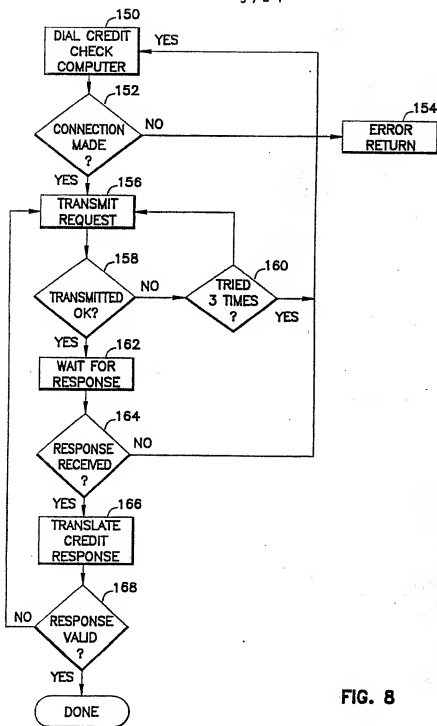 150
DIAL CREDIT
CHECK
COMPUTER
YES
152
CONNECTION
MADE
?
NO
154
ERROR
RETURN
YES
156
TRANSMIT
REQUEST
158
TRANSMITTED
OK?
NO
160
TRIED
3 TIMES
?
YES
YES
162
WAIT FOR
RESPONSE
164
RESPONSE
RECEIVED
?
NO
YES
166
TRANSLATE
CREDIT
RESPONSE
168
RESPONSE
VALID
?
NO
YES
DONE
FIG. 8